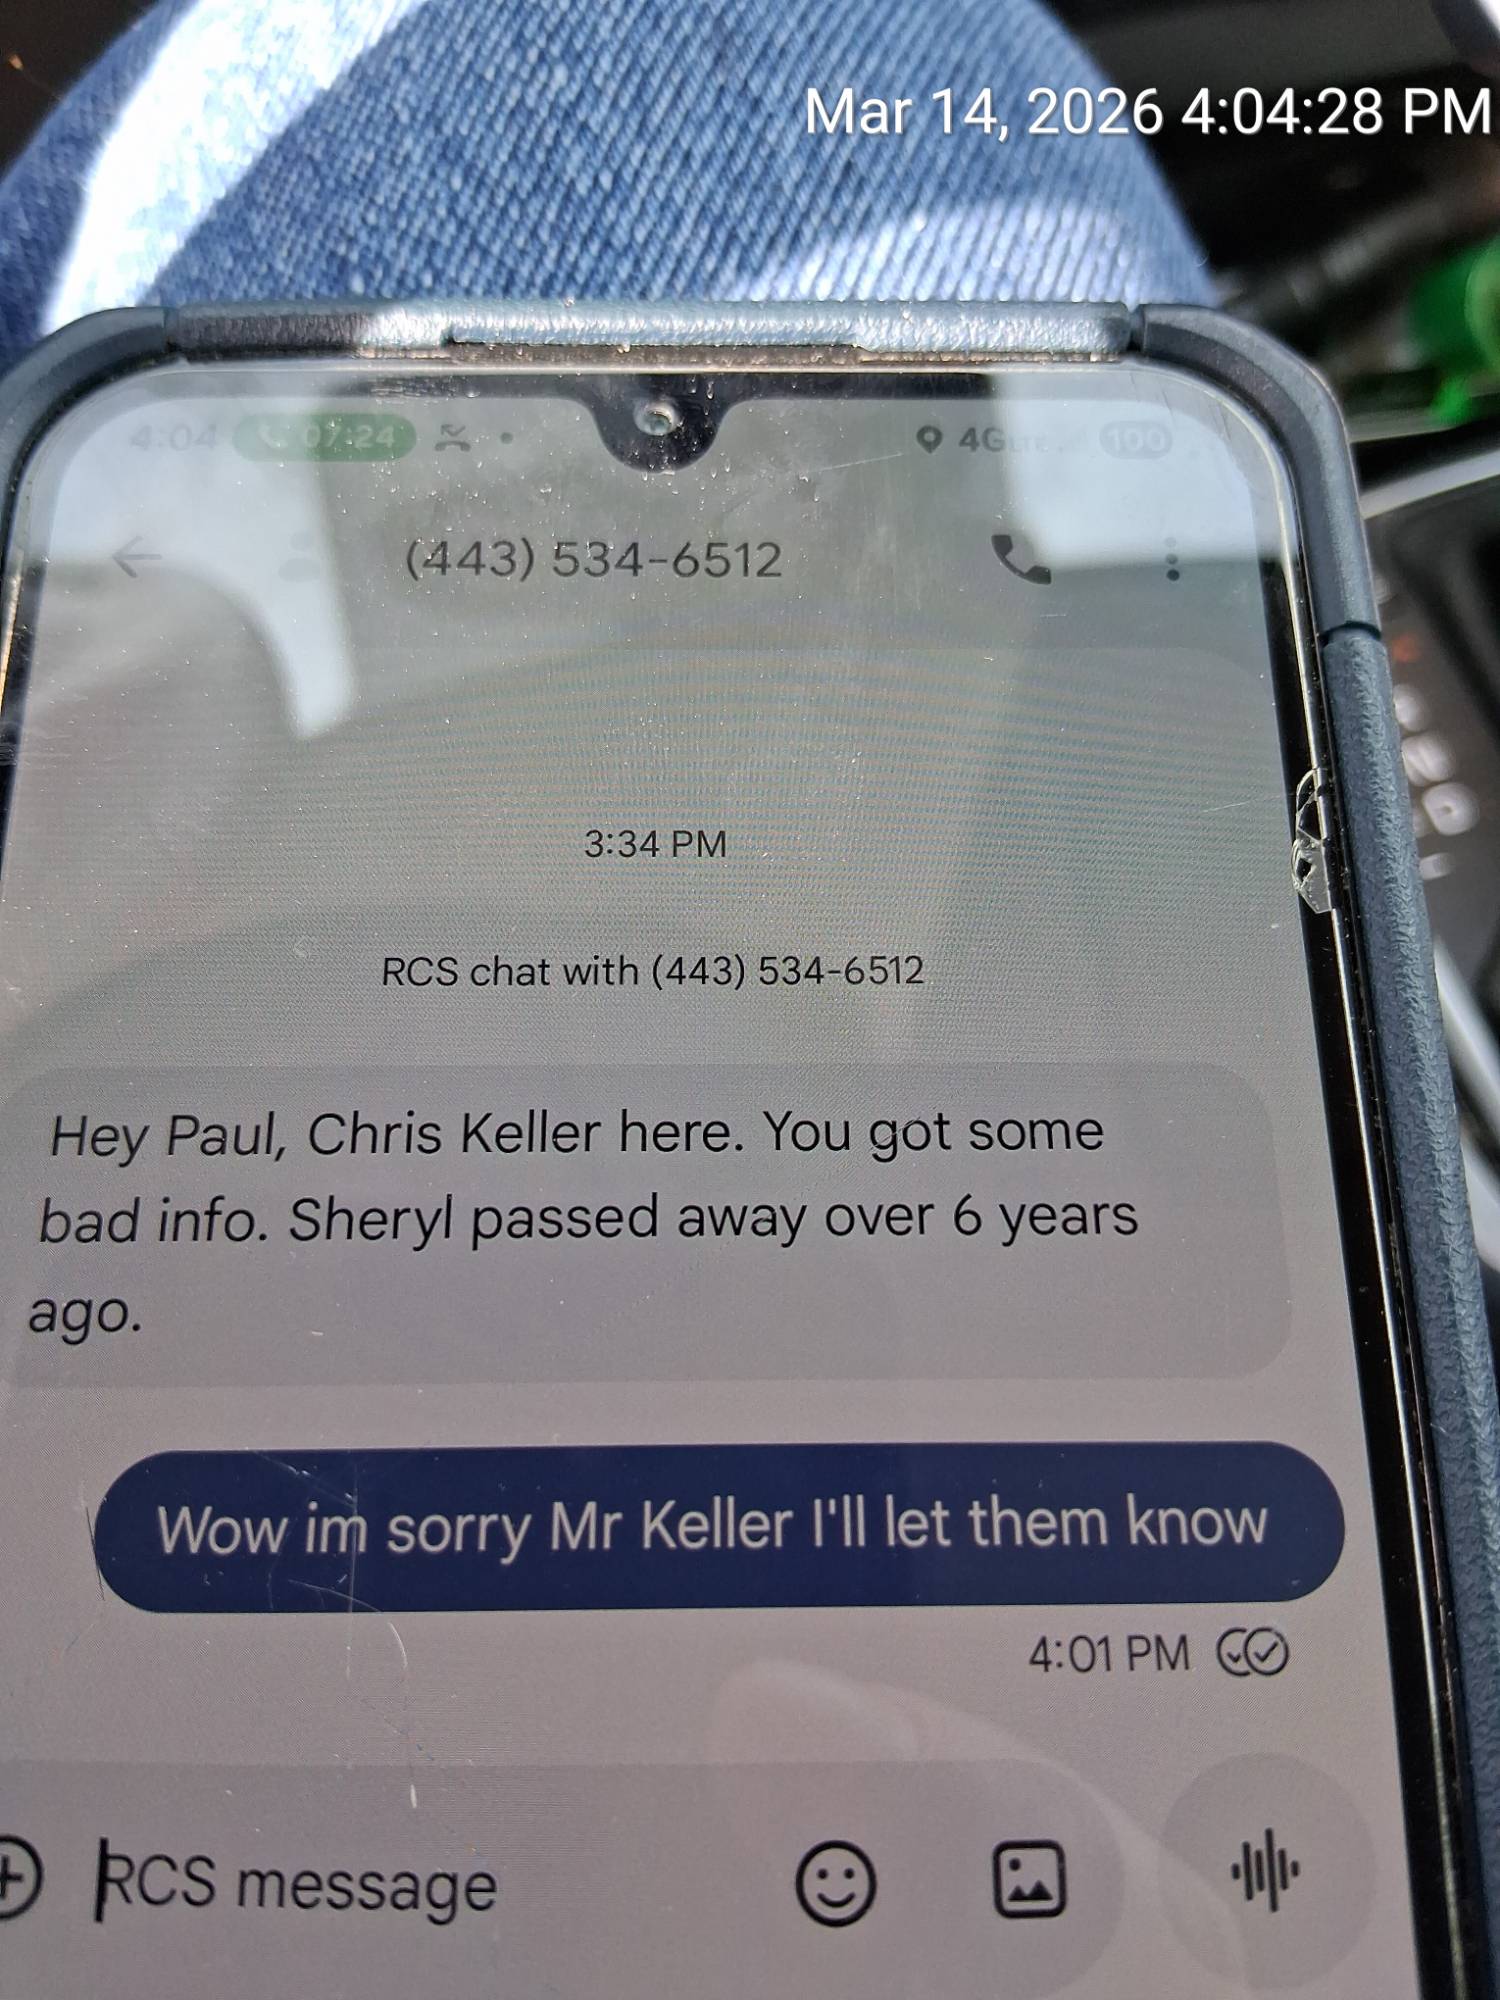 Mar 14, 2026 4:04:28 PM
4:04 07:24 4G LTE 100
(443) 534-6512
3:34 PM
RCS chat with (443) 534-6512
Hey Paul, Chris Keller here. You got some
bad info. Sheryl passed away over 6 years
ago.
Wow im sorry Mr Keller I'll let them know
4:01 PM
RCS message